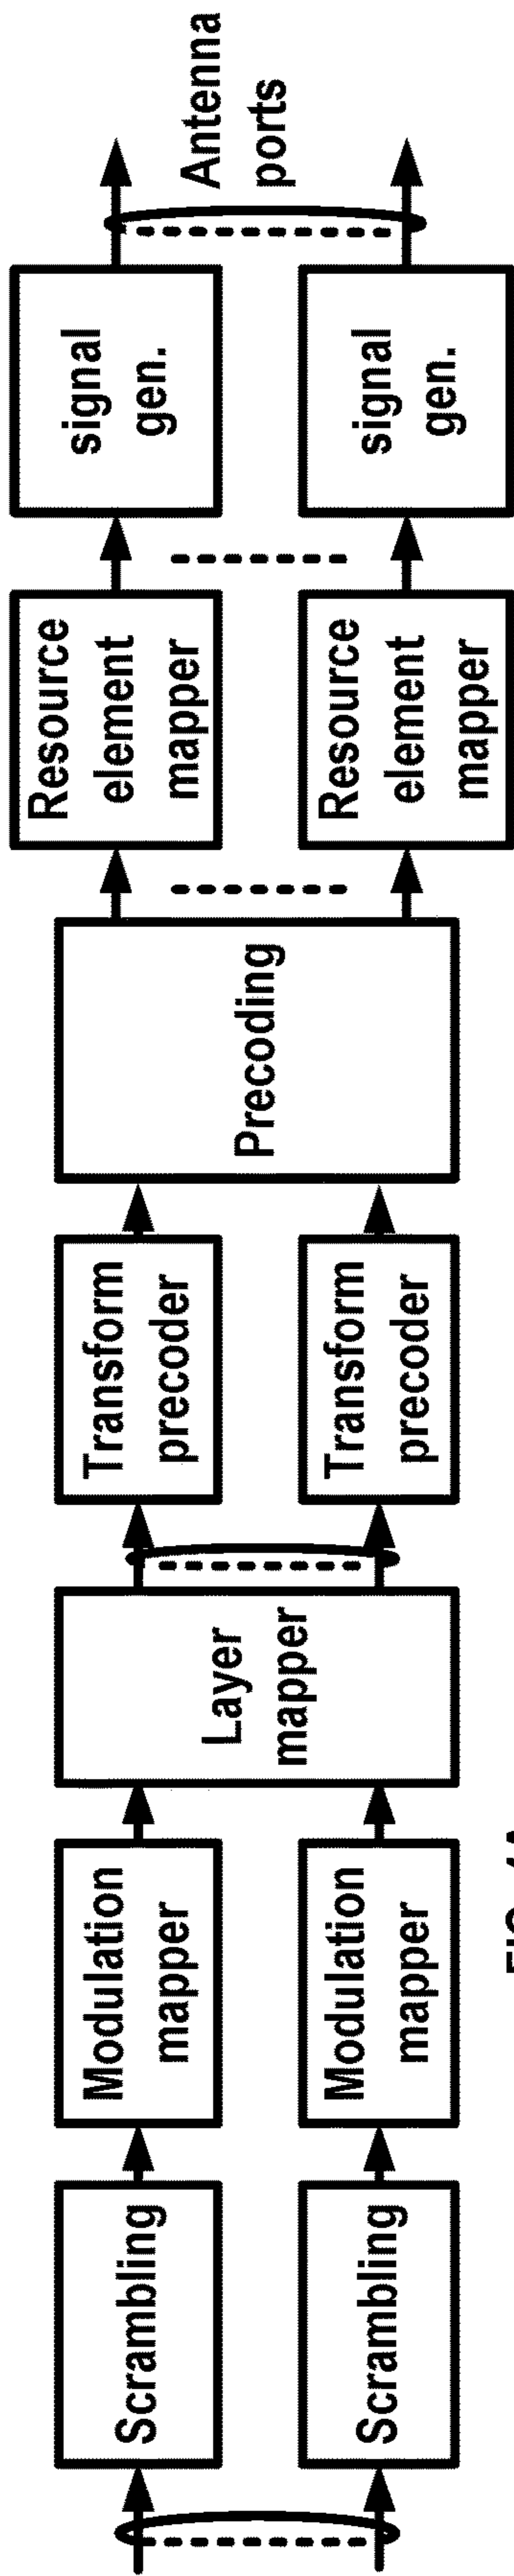 Scrambling
Scrambling
Modulation
mapper
Modulation
mapper
Layer
mapper
Transform
precoder
Transform
precoder
Precoding
Resource
element
mapper
Resource
element
mapper
signal
gen.
signal
gen.
Antenna
ports